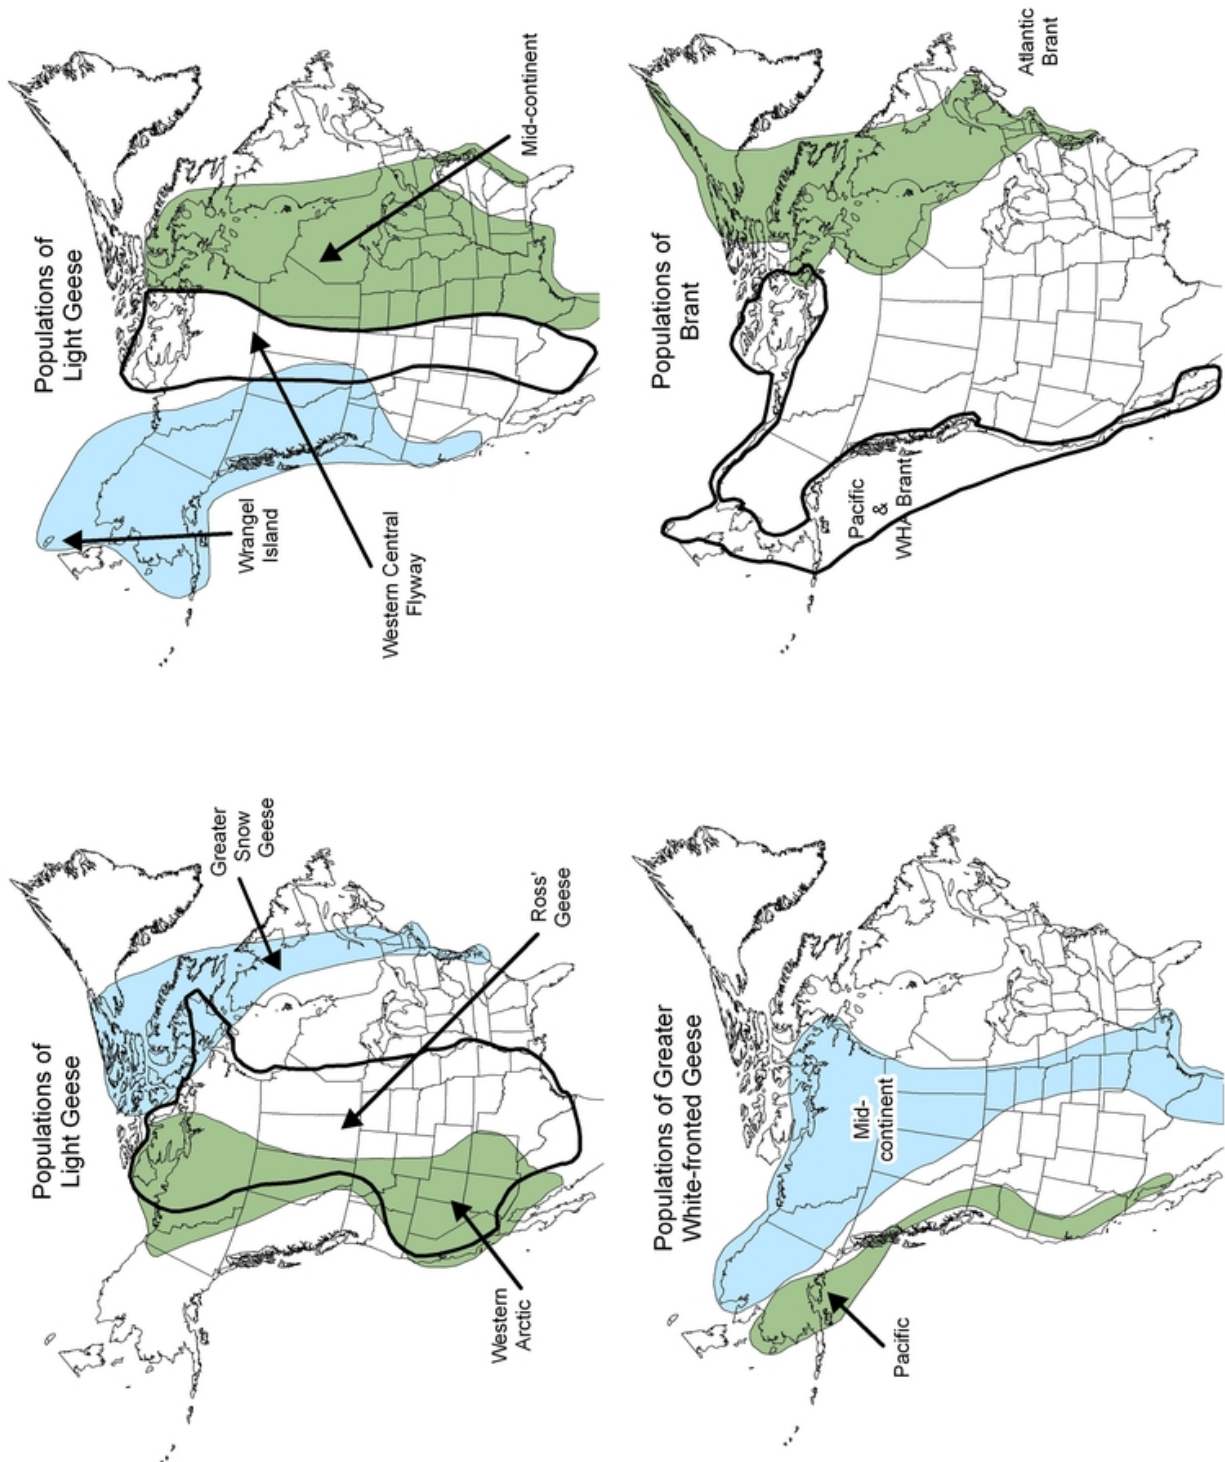 Populations of
Light Geese
Greater
Snow
Geese
Ross'
Geese
Western
Arctic
Populations of
Light Geese
Mid-continent
Wrangel
Island
Western Central
Flyway
Populations of Greater
White-fronted Geese
Mid-
continent
Pacific
Populations of
Brant
Atlantic
Brant
Pacific
&
WHA Brant